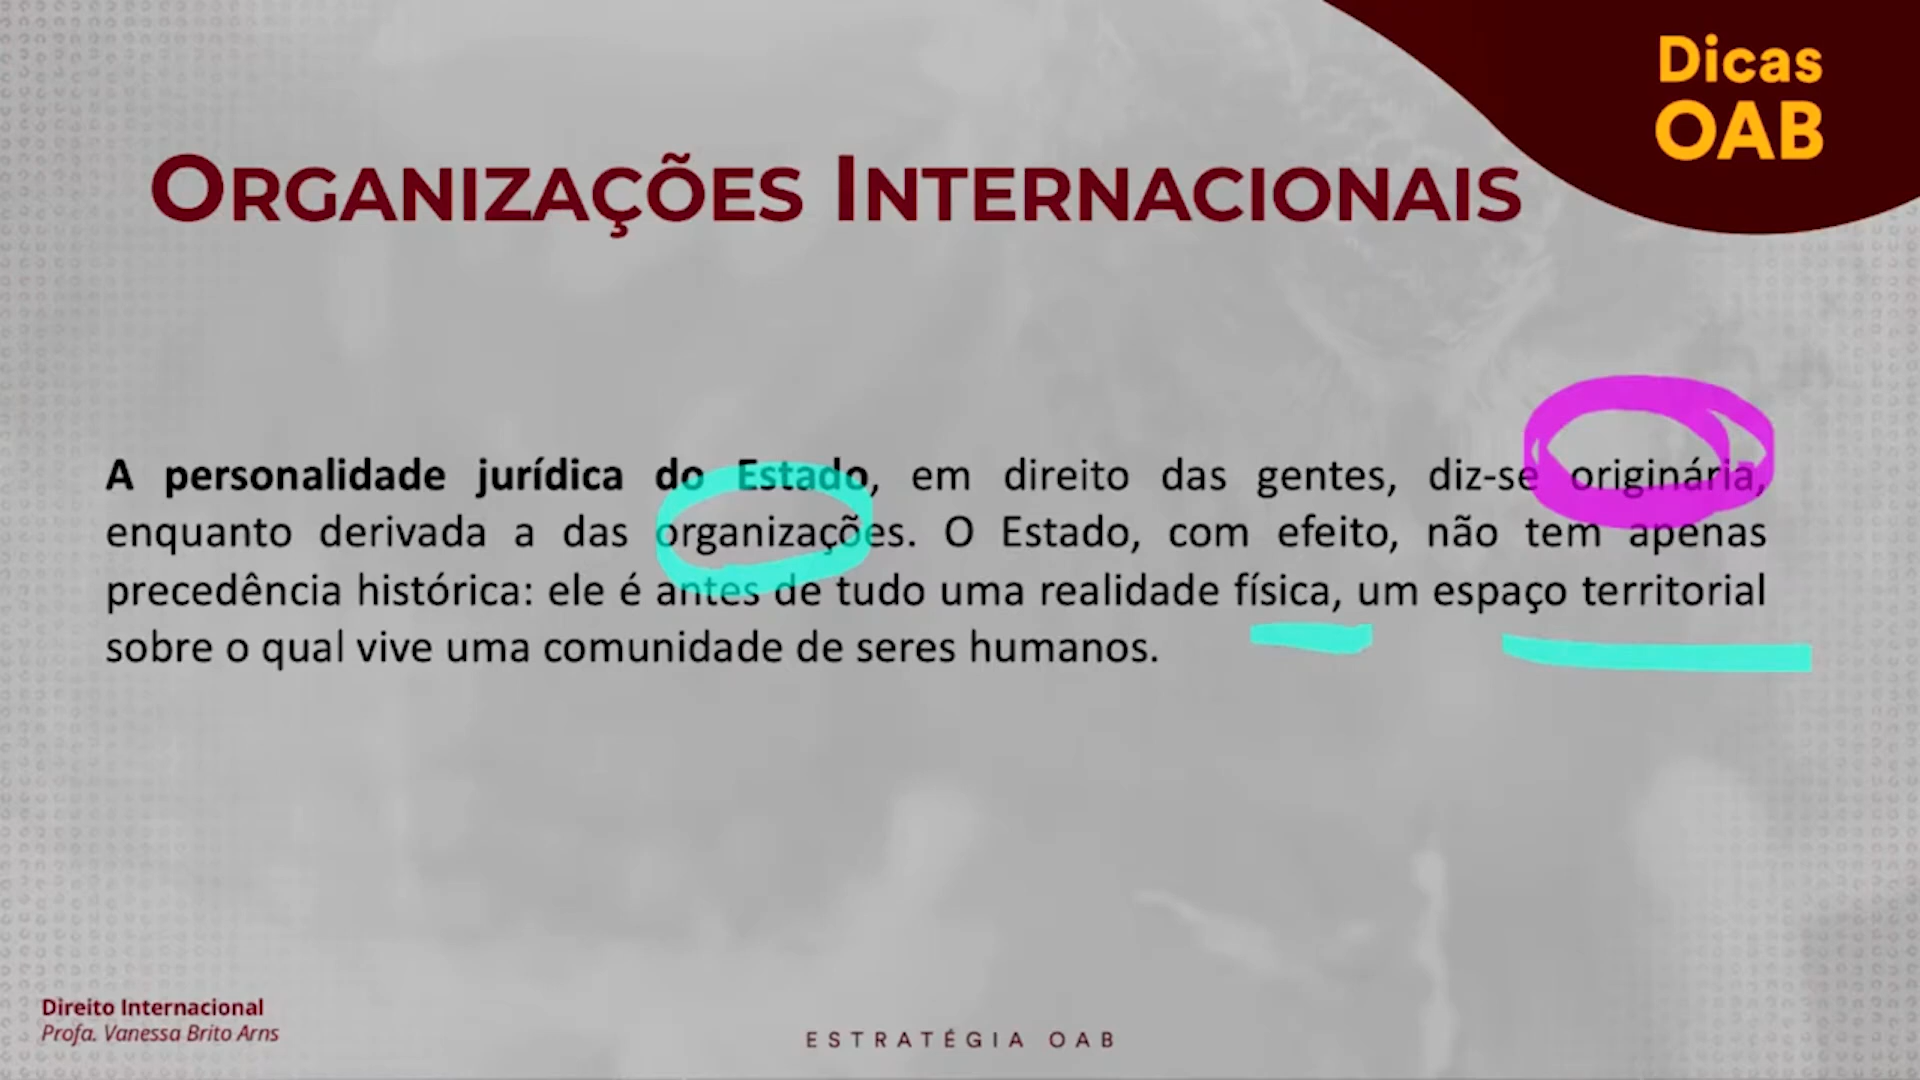 Dicas
OAB
ORGANIZAÇÕES INTERNACIONAIS
A personalidade jurídica do Estado, em direito das gentes, diz-se originária,
enquanto derivada a das organizações. O Estado, com efeito, não tem apenas
precedência histórica: ele é antes de tudo uma realidade física, um espaço territorial
sobre o qual vive uma comunidade de seres humanos.
Direito Internacional
Profa. Vanessa Brito Arns
ESTRATÉGIA OAB